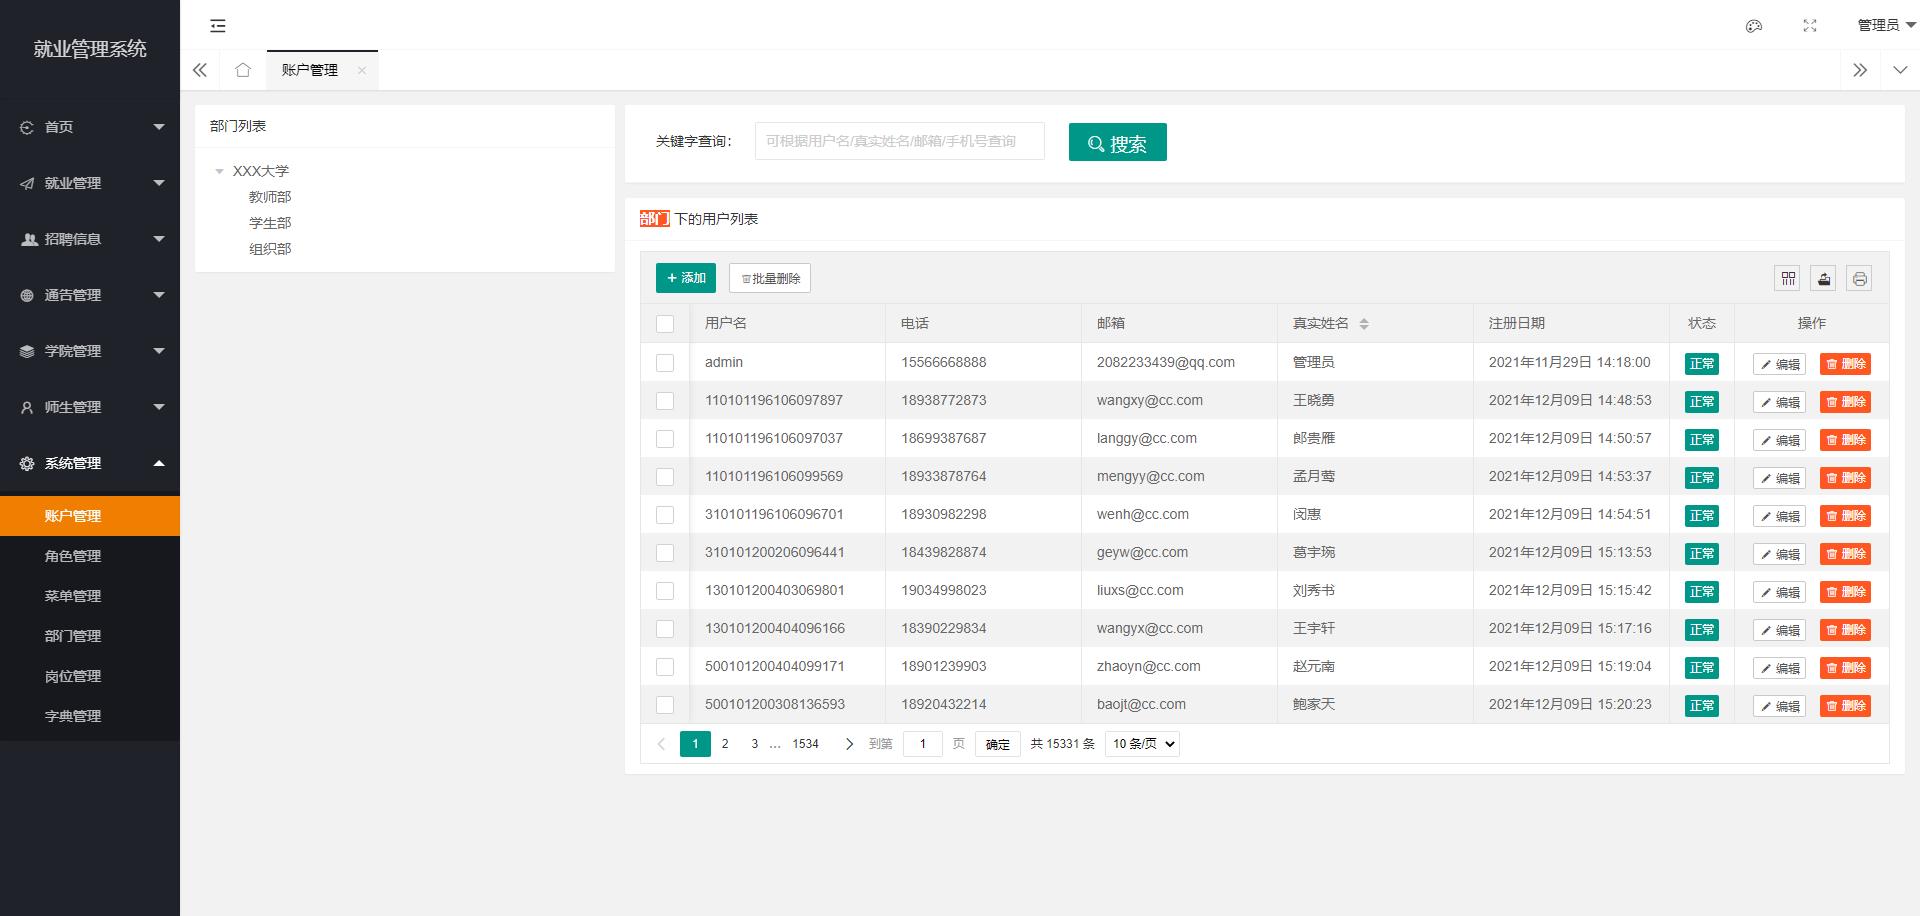 就业管理系统
首页
就业管理
招聘信息
通告管理
学院管理
师生管理
系统管理
账户管理
角色管理
菜单管理
部门管理
岗位管理
字典管理
管理员
账户管理
部门列表
XXX大学
教师部
学生部
组织部
关键字查询： 可根据用户名/真实姓名/邮箱/手机号查询 搜索
部门 下的用户列表
添加 批量删除
用户名 电话 邮箱 真实姓名 注册日期 状态 操作
admin 15566668888 2082233439@qq.com 管理员 2021年11月29日 14:18:00 正常 编辑 删除
110101196106097897 18938772873 wangxy@cc.com 王晓勇 2021年12月09日 14:48:53 正常 编辑 删除
110101196106097037 18699387687 langgy@cc.com 郎贵雁 2021年12月09日 14:50:57 正常 编辑 删除
110101196106099569 18933878764 mengyy@cc.com 孟月莺 2021年12月09日 14:53:37 正常 编辑 删除
310101196106096701 18930982298 wenh@cc.com 闵惠 2021年12月09日 14:54:51 正常 编辑 删除
310101200206096441 18439828874 geyw@cc.com 葛宇琬 2021年12月09日 15:13:53 正常 编辑 删除
130101200403069801 19034998023 liuxs@cc.com 刘秀书 2021年12月09日 15:15:42 正常 编辑 删除
130101200404096166 18390229834 wangyx@cc.com 王宇轩 2021年12月09日 15:17:16 正常 编辑 删除
500101200404099171 18901239903 zhaoyn@cc.com 赵元南 2021年12月09日 15:19:04 正常 编辑 删除
500101200308136593 18920432214 baojt@cc.com 鲍家天 2021年12月09日 15:20:23 正常 编辑 删除
1 2 3 … 1534 到第 1 页 确定 共 15331 条 10 条/页